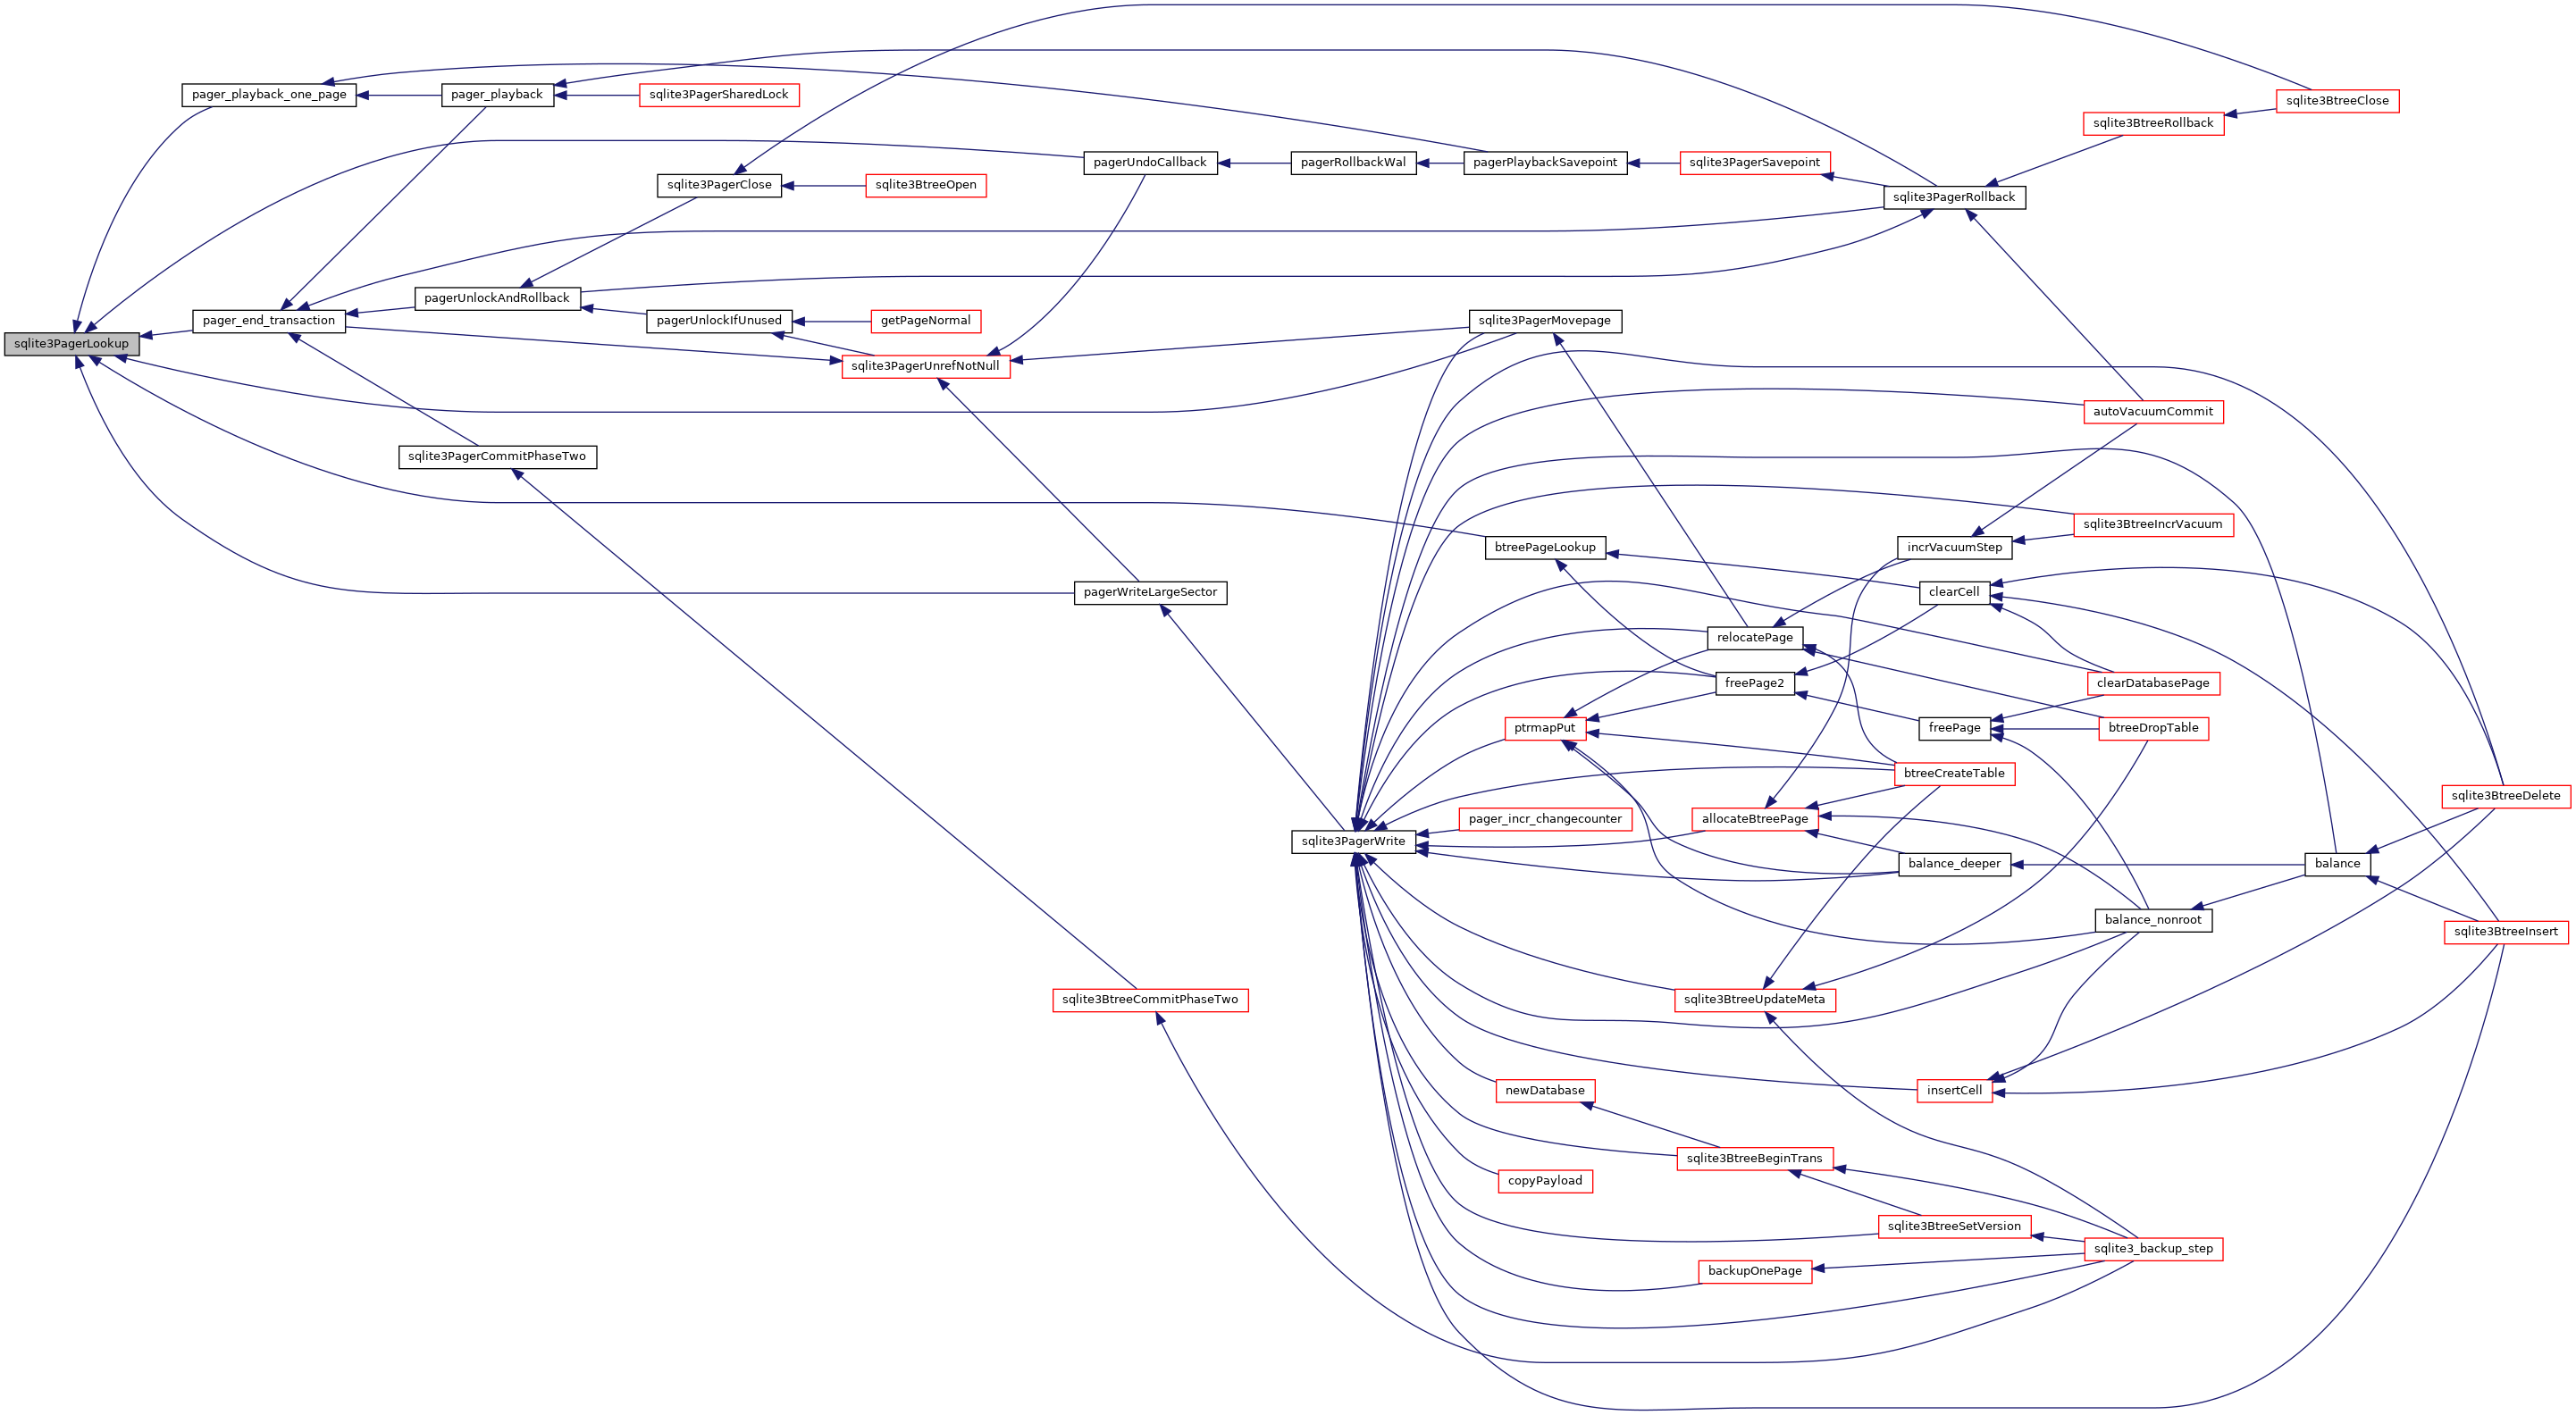 sqlite3PagerLookup
pager_playback_one_page
pager_end_transaction
pager_playback
pagerUnlockAndRollback
sqlite3PagerCommitPhaseTwo
sqlite3PagerSharedLock
sqlite3PagerClose
pagerUnlockIfUnused
sqlite3BtreeOpen
getPageNormal
sqlite3PagerUnrefNotNull
pagerUndoCallback
pagerWriteLargeSector
sqlite3BtreeCommitPhaseTwo
pagerRollbackWal
sqlite3PagerWrite
pagerPlaybackSavepoint
sqlite3PagerMovepage
btreePageLookup
ptrmapPut
pager_incr_changecounter
newDatabase
copyPayload
sqlite3PagerSavepoint
relocatePage
freePage2
allocateBtreePage
sqlite3BtreeUpdateMeta
sqlite3BtreeBeginTrans
backupOnePage
sqlite3PagerRollback
incrVacuumStep
clearCell
freePage
btreeCreateTable
balance_deeper
insertCell
sqlite3BtreeSetVersion
sqlite3BtreeRollback
autoVacuumCommit
sqlite3BtreeIncrVacuum
clearDatabasePage
btreeDropTable
balance_nonroot
sqlite3_backup_step
sqlite3BtreeClose
balance
sqlite3BtreeDelete
sqlite3BtreeInsert